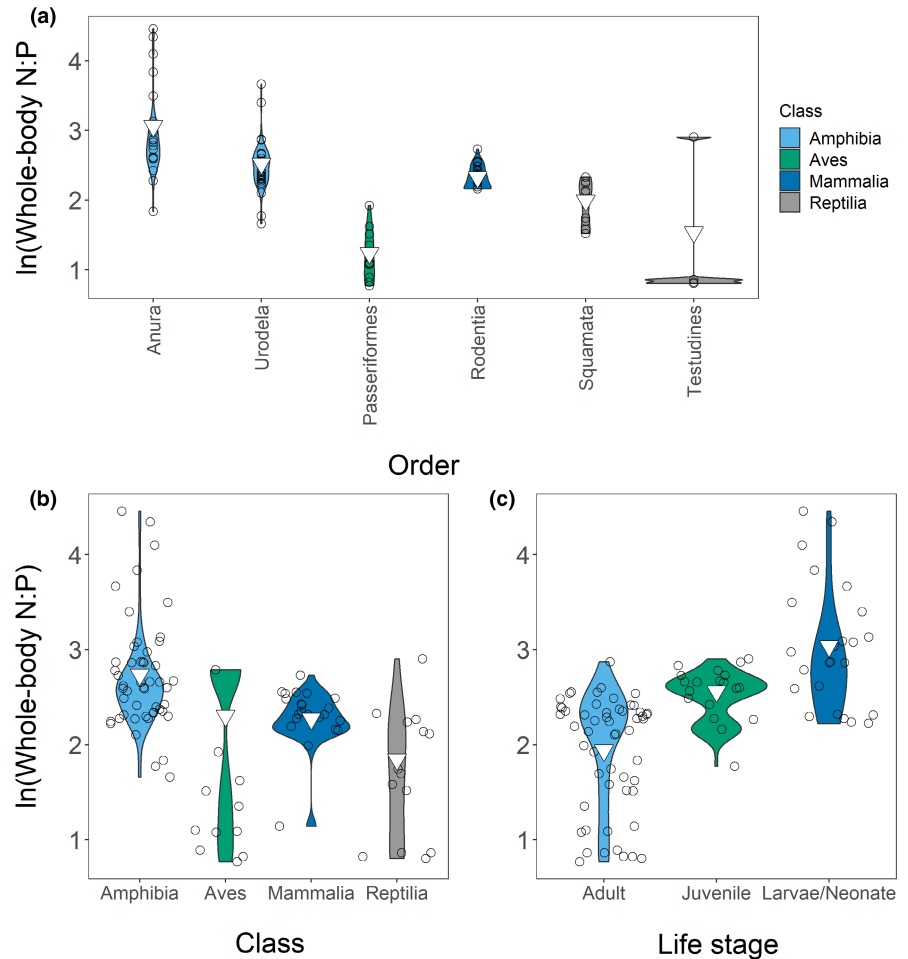 (a)
ln(Whole-body N:P
4
3
2
1
Anura
Urodela
Passeriformes
Rodentia
Squamata
Testudines
Order
Class
Amphibia
Aves
Mammalia
Reptilia
(b)
ln(Whole-body N:P)
4
3
2
1
Amphibia Aves Mammalia Reptilia
Class
(c)
4
3
2
1
Adult Juvenile Larvae/Neonate
Life stage